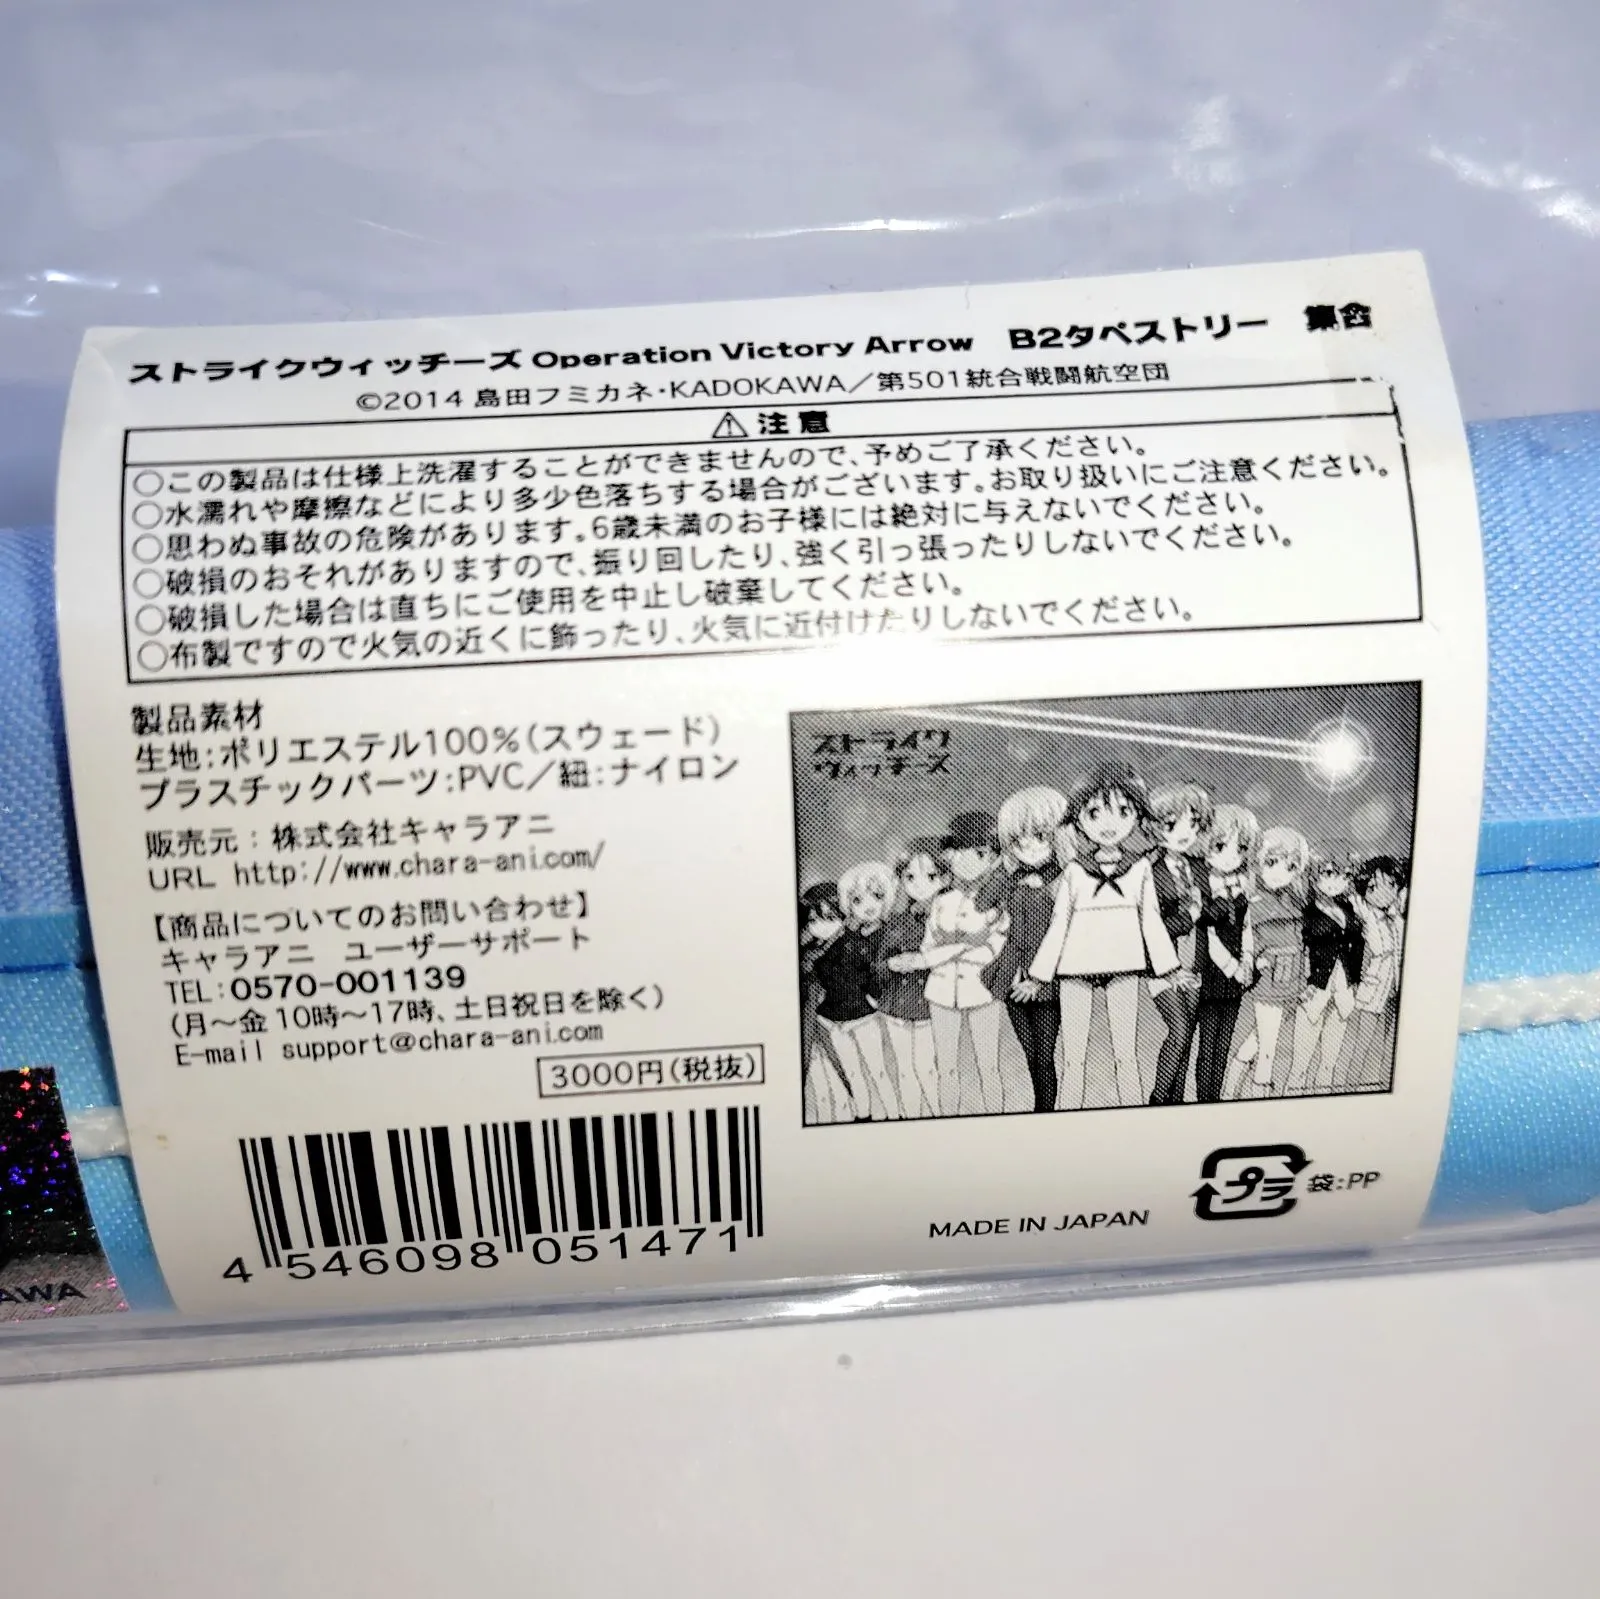 ストライクウィッチーズ Operation Victory Arrow　B2タペストリー　集合
©2014 島田フミカネ・KADOKAWA／第501統合戦闘航空団
⚠注意
○この製品は仕様上洗濯することができませんので、予めご了承ください。
○水濡れや摩擦などにより多少色落ちする場合がございます。お取り扱いにご注意ください。
○思わぬ事故の危険があります。6歳未満のお子様には絶対に与えないでください。
○破損のおそれがありますので、振り回したり、強く引っ張ったりしないでください。
○破損した場合は直ちにご使用を中止し破棄してください。
○布製ですので火気の近くに飾ったり、火気に近付けたりしないでください。
製品素材
生地：ポリエステル100％（スウェード）
プラスチックパーツ：PVC／紐：ナイロン
販売元：株式会社キャラアニ
URL http://www.chara-ani.com/
【商品についてのお問い合わせ】
キャラアニ　ユーザーサポート
TEL：0570-001139
（月～金 10時～17時、土日祝日を除く）
E-mail support@chara-ani.com
3000円（税抜）
4 546098 051471
ストライク
ウィッチーズ
MADE IN JAPAN
プラ 袋：PP
AWA